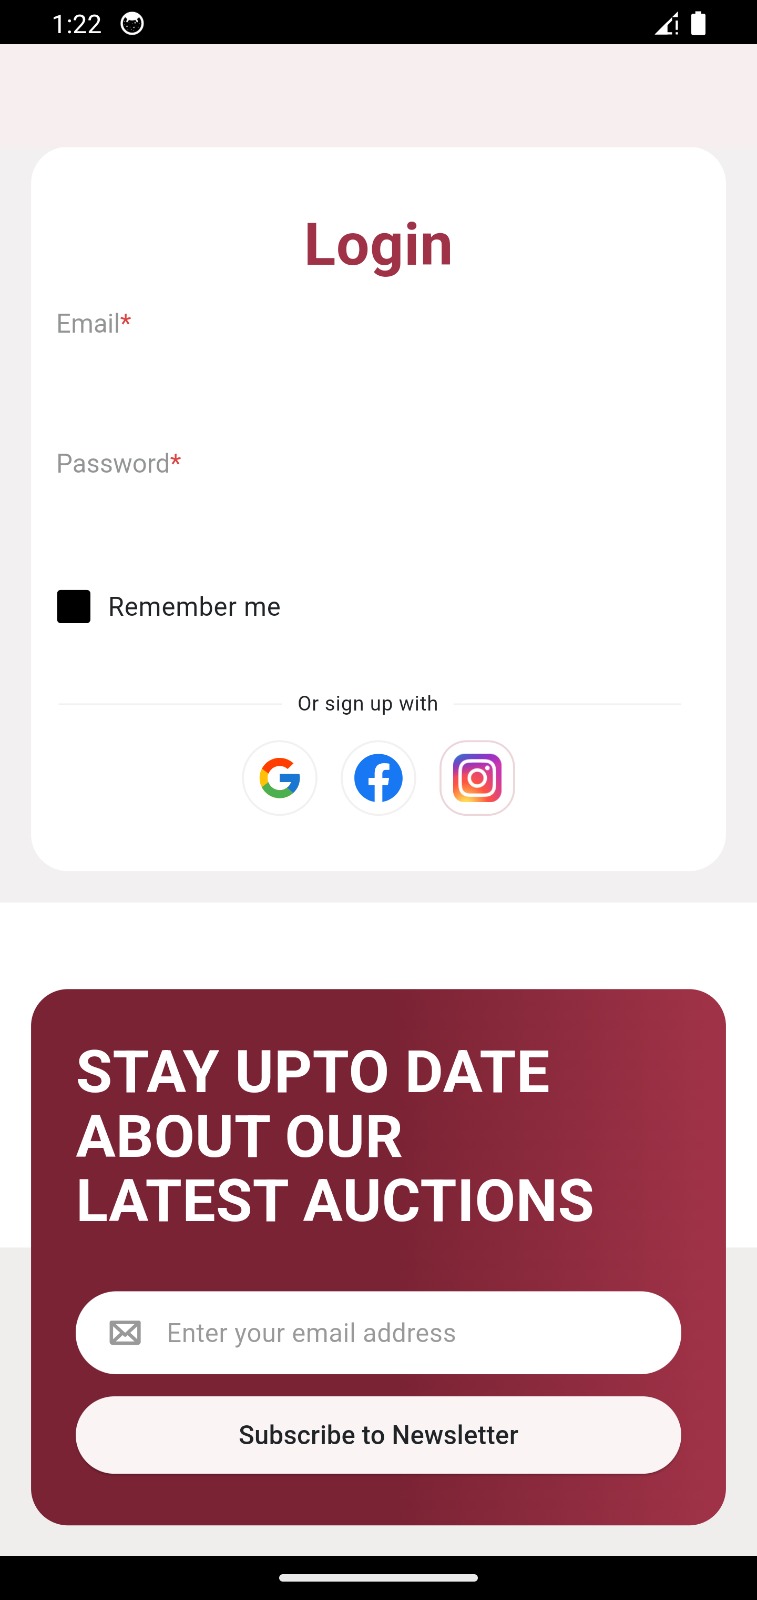 1:22
Login
Email*
Password*
Remember me
Or sign up with
STAY UPTO DATE
ABOUT OUR
LATEST AUCTIONS
Enter your email address
Subscribe to Newsletter